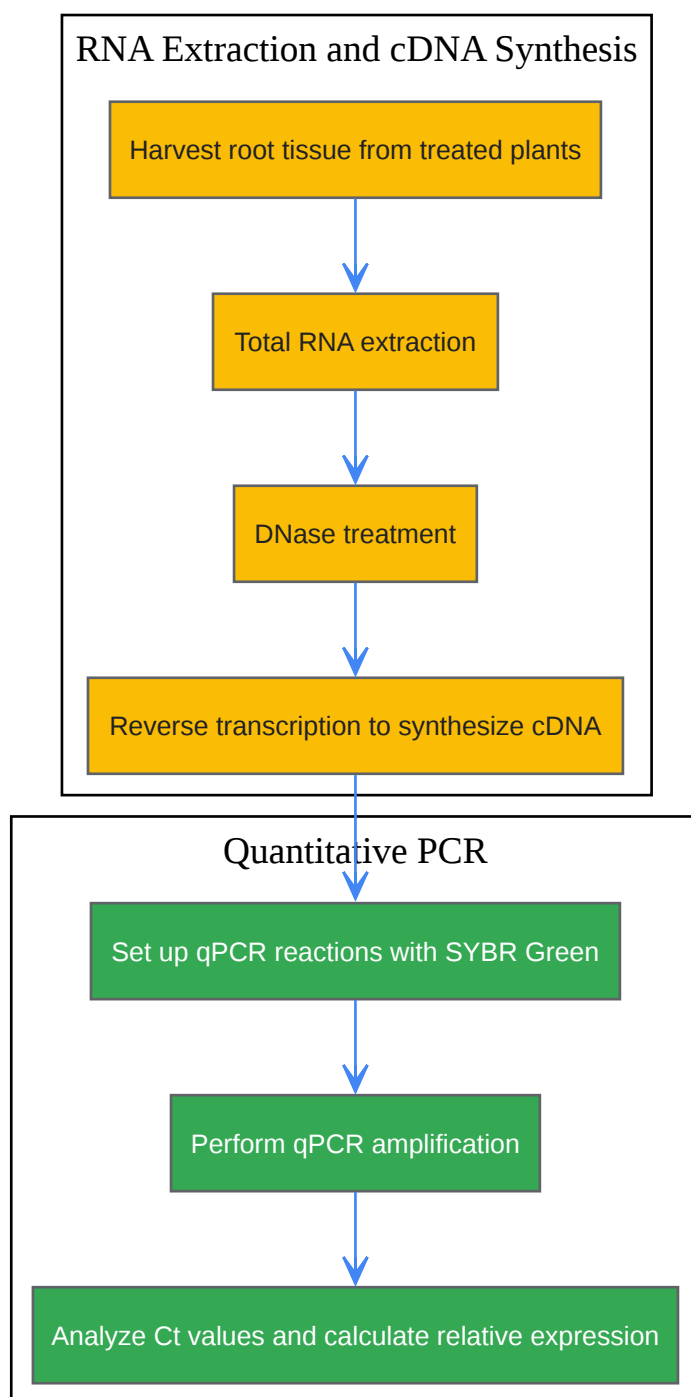 RNA Extraction and cDNA Synthesis
Harvest root tissue from treated plants
Total RNA extraction
DNase treatment
Reverse transcription to synthesize cDNA
Quantitative PCR
Set up qPCR reactions with SYBR Green
Perform qPCR amplification
Analyze Ct values and calculate relative expression